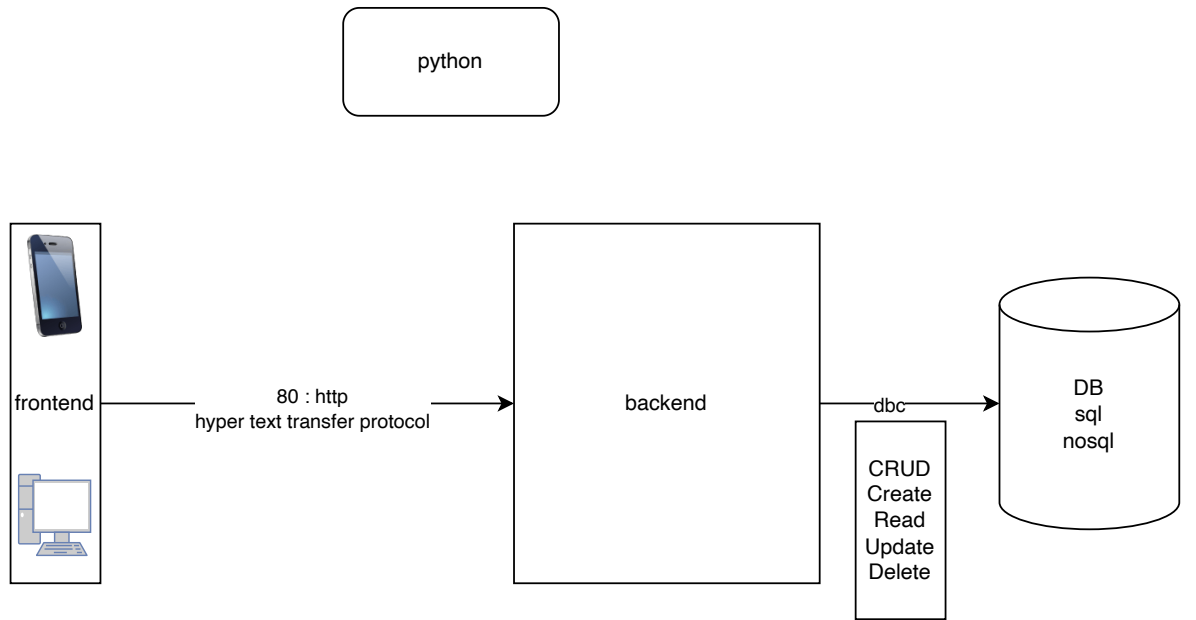 python
frontend
80 : http
hyper text transfer protocol
backend
dbc
CRUD
Create
Read
Update
Delete
DB
sql
nosql